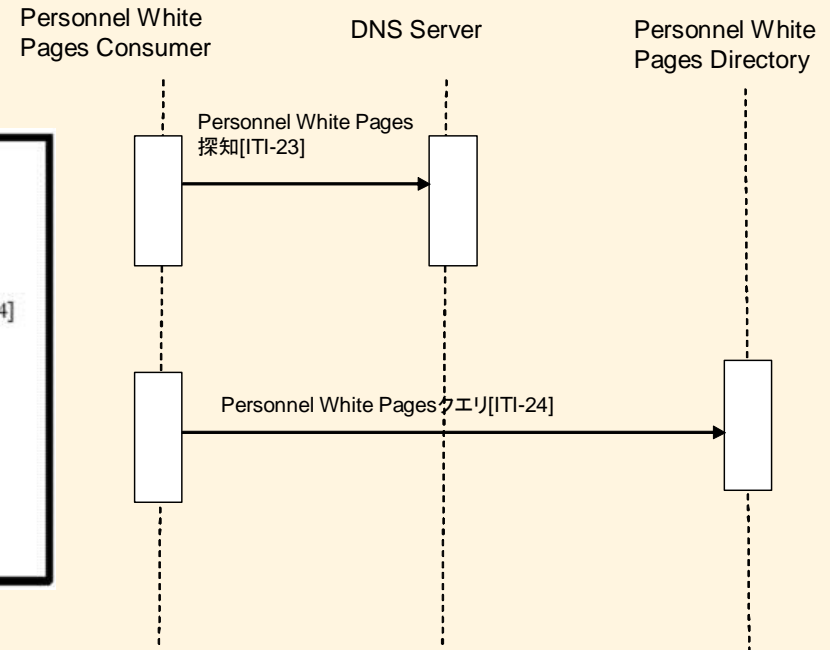 Personnel White
Pages Consumer
DNS Server
Personnel White
Pages Directory
Personnel White Pages
探知[ITI-23]
4]
Personnel White Pagesクエリ[ITI-24]